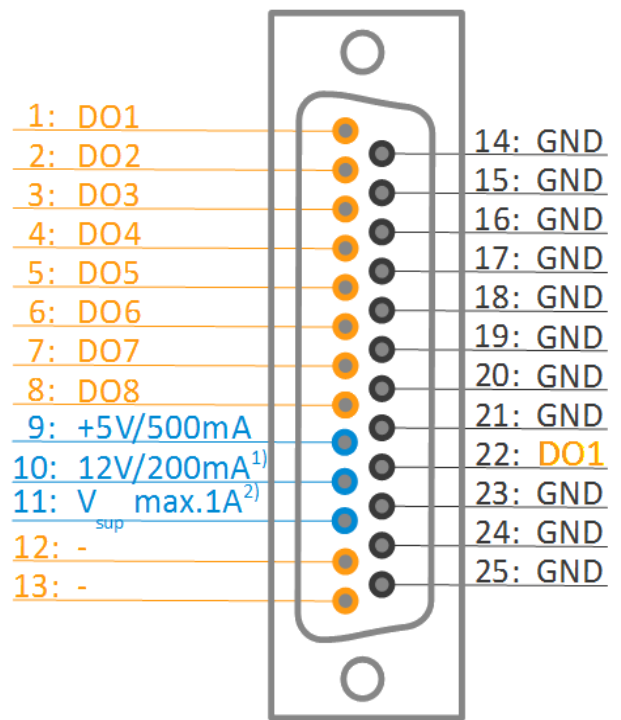 1: DO1
2: DO2
3: DO3
4: DO4
5: DO5
6: DO6
7: DO7
8: DO8
9: +5V/500mA
10: 12V/200mA1)
11: Vsup max.1A2)
12: -
13: -
14: GND
15: GND
16: GND
17: GND
18: GND
19: GND
20: GND
21: GND
22: DO1
23: GND
24: GND
25: GND